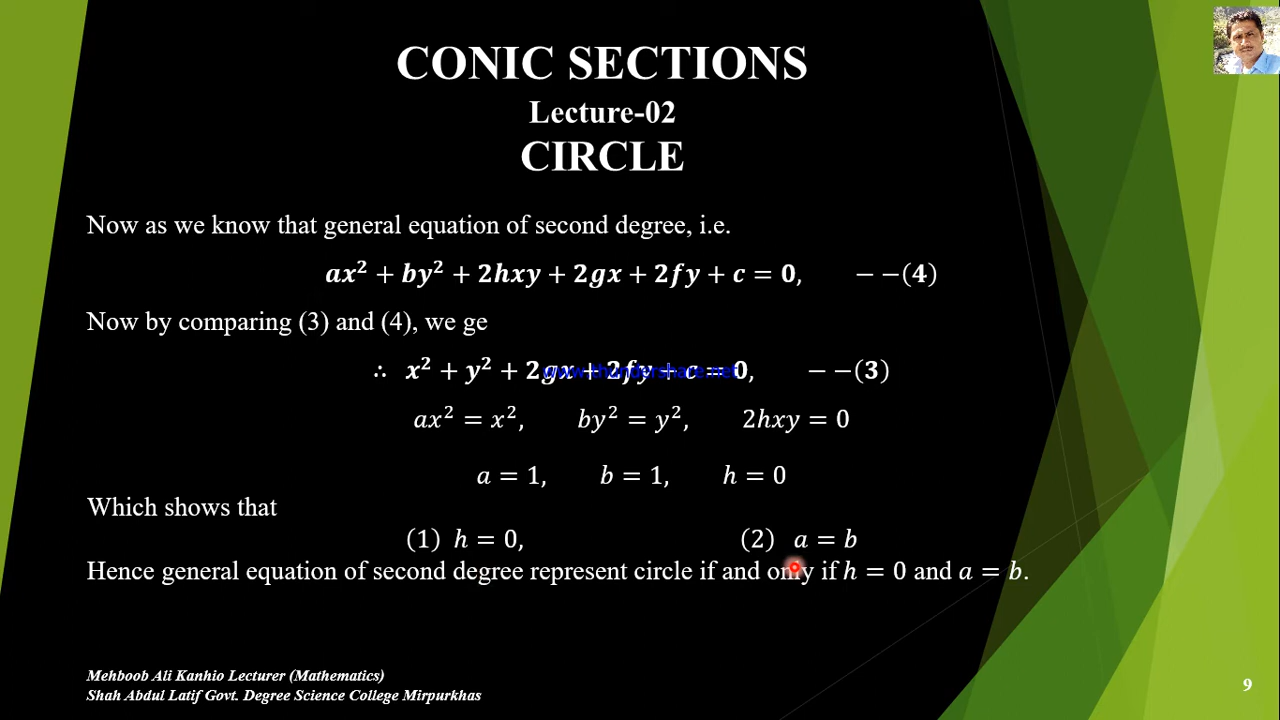 CONIC SECTIONS
Lecture-02
CIRCLE
Now as we know that general equation of second degree, i.e.
ax² + by² + 2hxy + 2gx + 2fy + c = 0, − −(4)
Now by comparing (3) and (4), we ge
∴ x² + y² + 2gx + 2fy + c = 0, − −(3)
www.thundershare.net
ax² = x², by² = y², 2hxy = 0
a = 1, b = 1, h = 0
Which shows that
(1) h = 0, (2) a = b
Hence general equation of second degree represent circle if and only if h = 0 and a = b.
Mehboob Ali Kanhio Lecturer (Mathematics)
Shah Abdul Latif Govt. Degree Science College Mirpurkhas
9